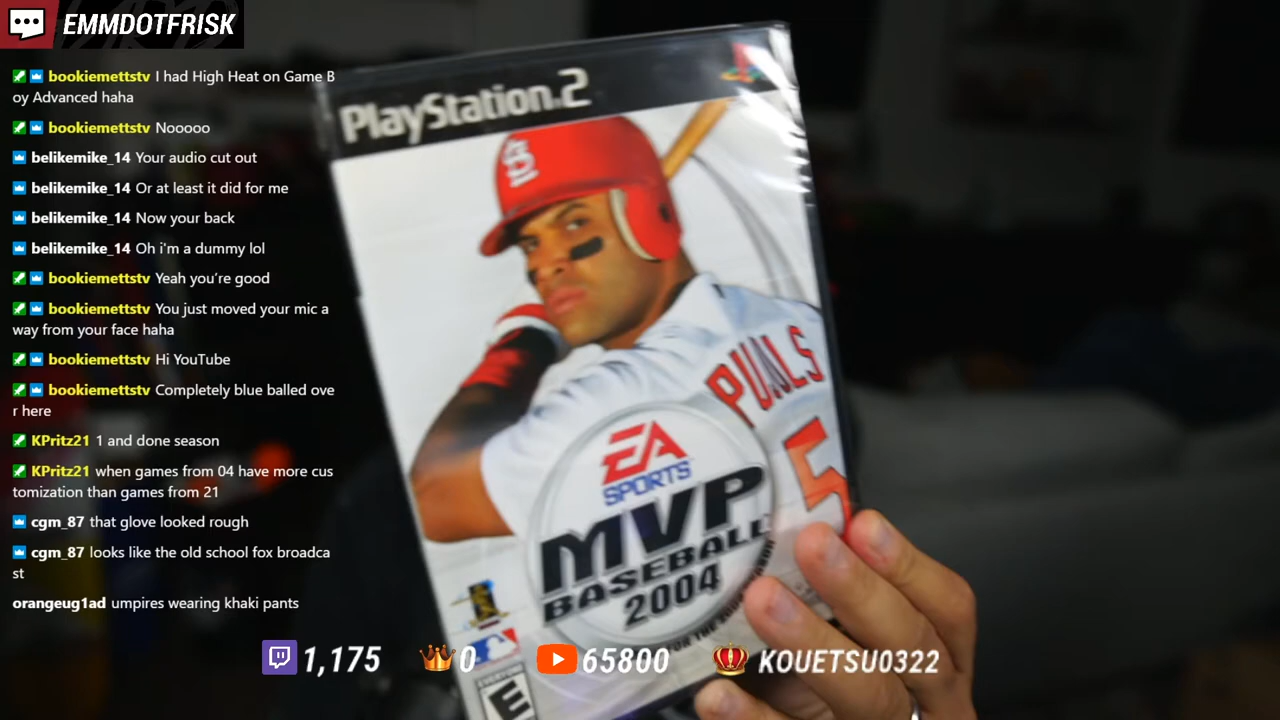 EMMDOTFRISK
bookiemettstv I had High Heat on Game B
oy Advanced haha
bookiemettstv Nooooo
belikemike_14 Your audio cut out
belikemike_14 Or at least it did for me
belikemike_14 Now your back
belikemike_14 Oh i'm a dummy lol
bookiemettstv Yeah you're good
bookiemettstv You just moved your mic a
way from your face haha
bookiemettstv Hi YouTube
bookiemettstv Completely blue balled ove
r here
KPritz21 1 and done season
KPritz21 when games from 04 have more cus
tomization than games from 21
cgm_87 that glove looked rough
cgm_87 looks like the old school fox broadca
st
orangeug1ad umpires wearing khaki pants
PlayStation.2
PUJOLS
5
EA
SPORTS
MVP
BASEBALL
2004
EVERYONE
E
1,175
0
65800
KOUETSU0322